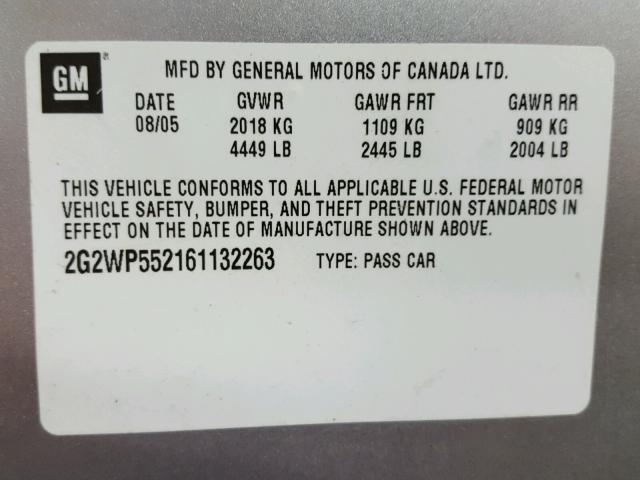 GM
MFD BY GENERAL MOTORS OF CANADA LTD.
DATE GVWR GAWR FRT GAWR RR
08/05 2018 KG 1109 KG 909 KG
4449 LB 2445 LB 2004 LB
THIS VEHICLE CONFORMS TO ALL APPLICABLE U.S. FEDERAL MOTOR
VEHICLE SAFETY, BUMPER, AND THEFT PREVENTION STANDARDS IN
EFFECT ON THE DATE OF MANUFACTURE SHOWN ABOVE.
2G2WP552161132263 TYPE: PASS CAR